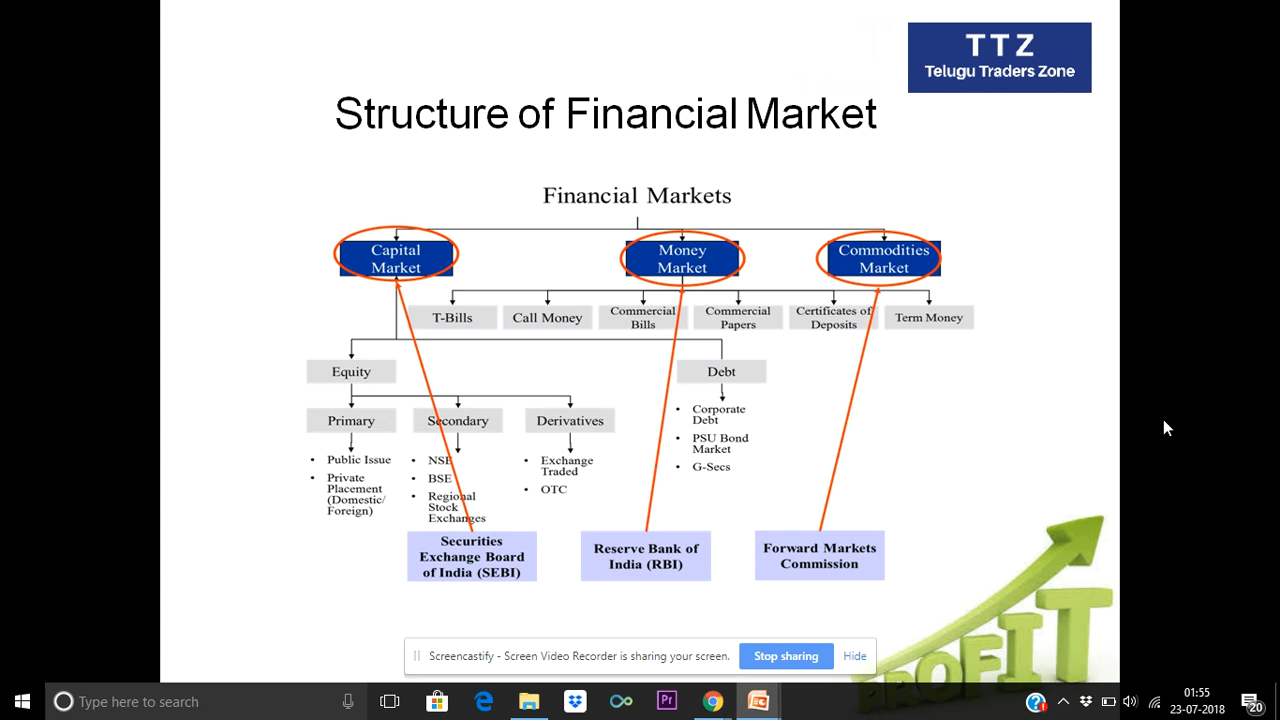 T T Z
Telugu Traders Zone
Structure of Financial Market
Financial Markets
Capital
Market
Money
Market
Commodities
Market
T-Bills
Call Money
Commercial
Bills
Commercial
Papers
Certificates of
Deposits
Term Money
Equity
Debt
Primary
Secondary
Derivatives
• Corporate
Debt
• PSU Bond
Market
• G-Secs
• Public Issue
• Private
Placement
(Domestic/
Foreign)
• NSE
• BSE
• Regional
Stock
Exchanges
• Exchange
Traded
• OTC
Securities
Exchange Board
of India (SEBI)
Reserve Bank of
India (RBI)
Forward Markets
Commission
PROFIT
Screencastify - Screen Video Recorder is sharing your screen.
Stop sharing
Hide
Type here to search
Pr
01:55
23-07-2018
20